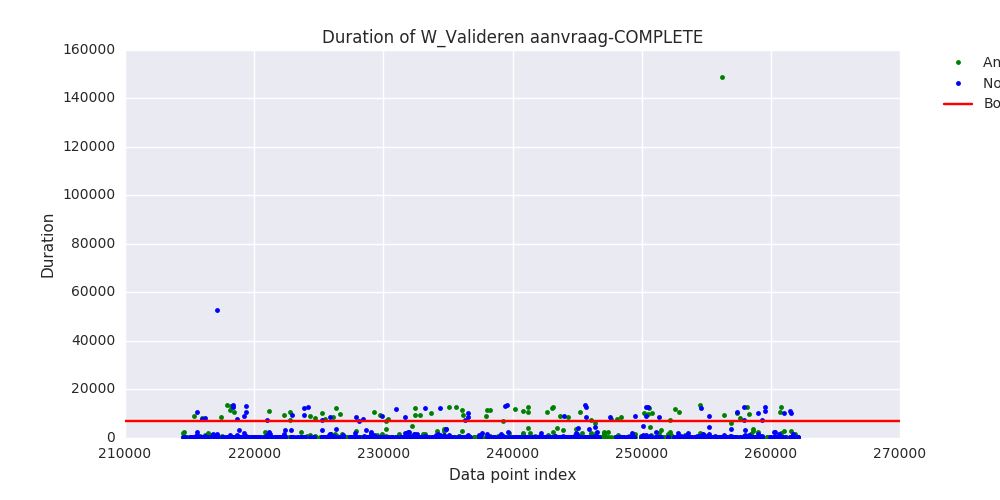 Duration of W_Valideren aanvraag-COMPLETE
160000
140000
120000
100000
80000
60000
40000
20000
0
Duration
210000 220000 230000 240000 250000 260000 270000
Data point index
An
No
Bo